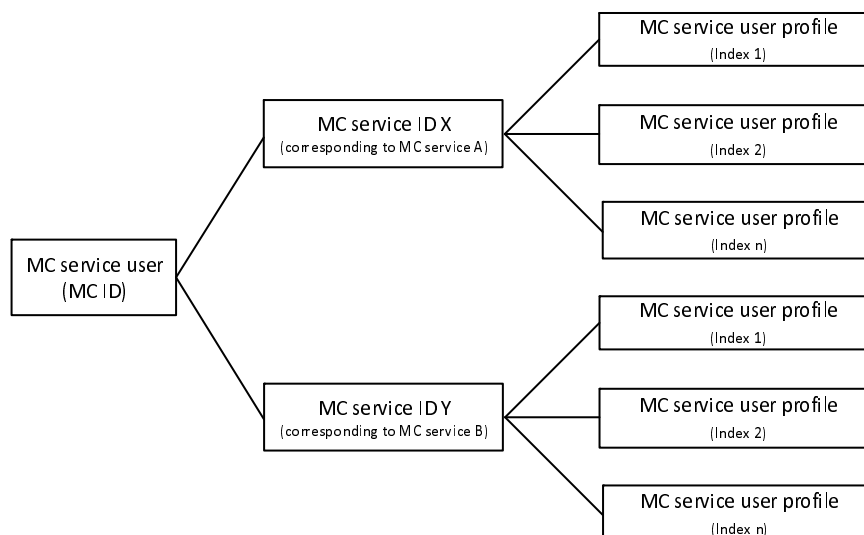 MC service user profile
(Index 1)
MC service ID X
(corresponding to MC service A)
MC service user profile
(Index 2)
MC service user profile
(Index n)
MC service user
(MC ID)
MC service user profile
(Index 1)
MC service ID Y
(corresponding to MC service B)
MC service user profile
(Index 2)
MC service user profile
(Index n)